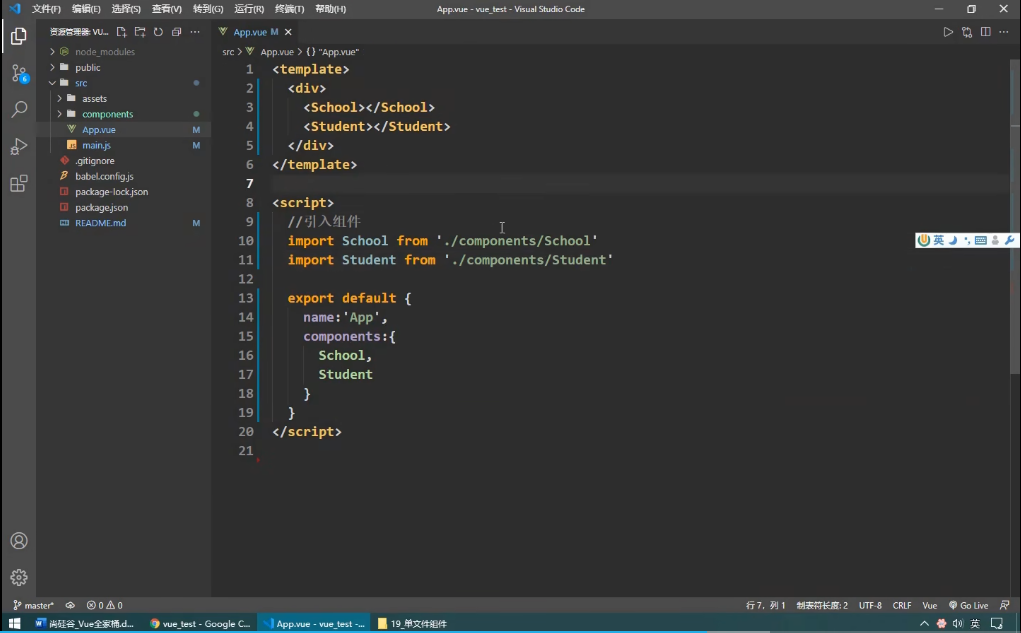 文件(F) 编辑(E) 选择(S) 查看(V) 转到(G) 运行(R) 终端(T) 帮助(H) App.vue - vue_test - Visual Studio Code
资源管理器: VU...
node_modules
public
src
assets
components
App.vue M
main.js M
.gitignore
babel.config.js
package-lock.json
package.json
README.md M
6
App.vue M
src > App.vue > {} "App.vue"
1 <template>
2 <div>
3 <School></School>
4 <Student></Student>
5 </div>
6 </template>
7
8 <script>
9 //引入组件
10 import School from './components/School'
11 import Student from './components/Student'
12
13 export default {
14 name:'App',
15 components:{
16 School,
17 Student
18 }
19 }
20 </script>
21
英
master* 0 0 行 7，列 1 制表符长度: 2 UTF-8 CRLF Vue Go Live
尚硅谷_Vue全家桶.d... vue_test - Google C... App.vue - vue_test -... 19_单文件组件 英